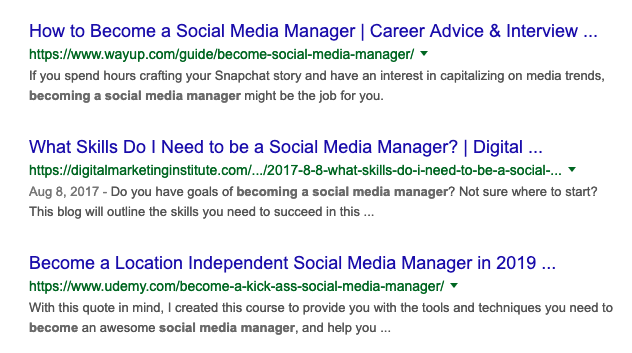 How to Become a Social Media Manager | Career Advice & Interview ...
https://www.wayup.com/guide/become-social-media-manager/
If you spend hours crafting your Snapchat story and have an interest in capitalizing on media trends,
becoming a social media manager might be the job for you.
What Skills Do I Need to be a Social Media Manager? | Digital ...
https://digitalmarketinginstitute.com/.../2017-8-8-what-skills-do-i-need-to-be-a-social-...
Aug 8, 2017 - Do you have goals of becoming a social media manager? Not sure where to start?
This blog will outline the skills you need to succeed in this ...
Become a Location Independent Social Media Manager in 2019 ...
https://www.udemy.com/become-a-kick-ass-social-media-manager/
With this quote in mind, I created this course to provide you with the tools and techniques you need to
become an awesome social media manager, and help you ...